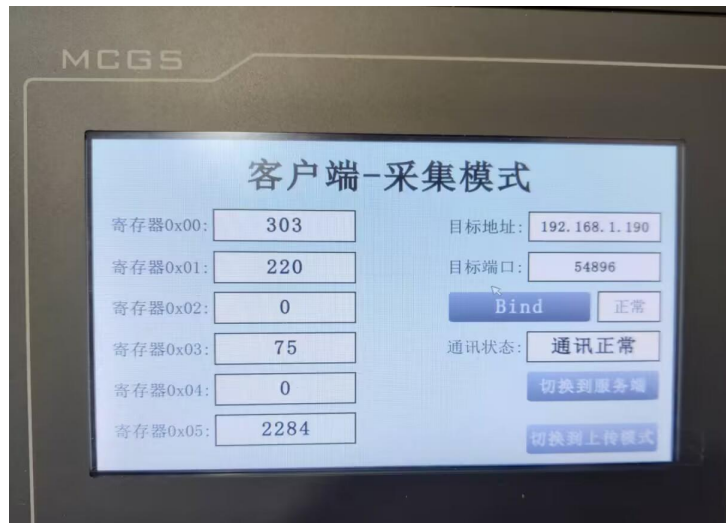 MCGS
客户端-采集模式
寄存器0x00: 303
目标地址: 192.168.1.190
寄存器0x01: 220
目标端口: 54896
寄存器0x02: 0
Bind 正常
寄存器0x03: 75
通讯状态: 通讯正常
寄存器0x04: 0
切换到服务端
寄存器0x05: 2284
切换到上传模式